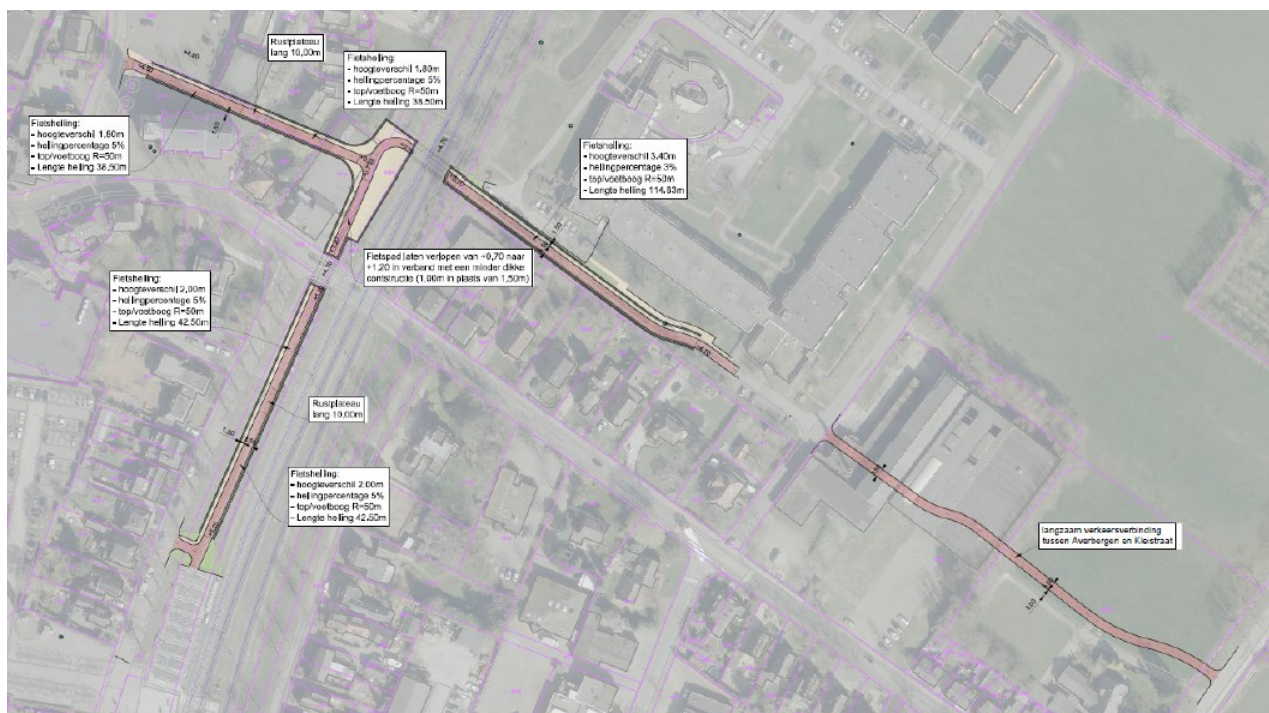 Rustplateau
lang 10,00m
Fietshelling:
- hoogteverschil 1,80m
- hellingpercentage 5%
- top/voetboog R=50m
- Lengte helling 38,50m
Fietshelling:
- hoogteverschil 1,80m
- hellingpercentage 5%
- top/voetboog R=50m
- Lengte helling 38,50m
Fietshelling:
- hoogteverschil 3,40m
- hellingpercentage 3%
- top/voetboog R=50m
- Lengte helling 114,83m
Fietspad laten verlopen van +0,70 naar
+1,20 in verband met een minder dikke
constructie (1,00m in plaats van 1,50m)
Fietshelling:
- hoogteverschil 2,00m
- hellingpercentage 5%
- top/voetboog R=50m
- Lengte helling 42,50m
Rustplateau
lang 10,00m
Fietshelling:
- hoogteverschil 2,00m
- hellingpercentage 5%
- top/voetboog R=50m
- Lengte helling 42,50m
langzaam verkeersverbinding
tussen Averbergen en Kleistraat